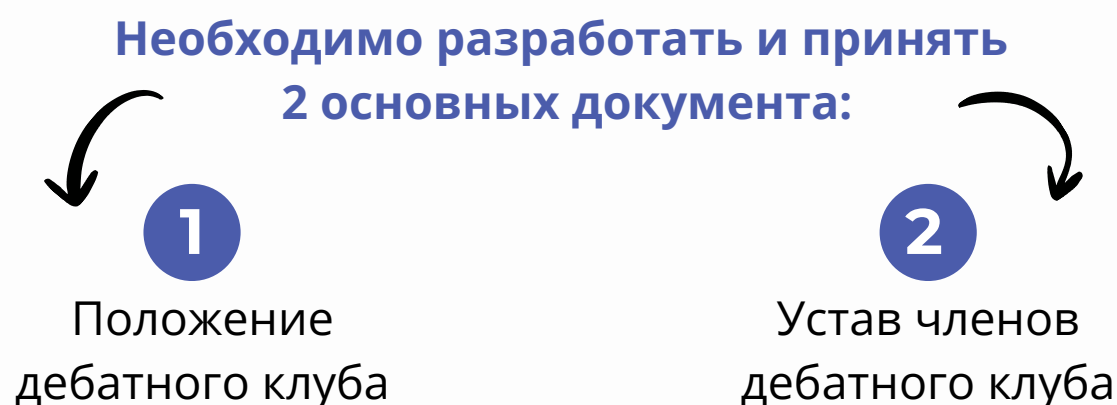 Необходимо разработать и принять
2 основных документа:
1
Положение
дебатного клуба
2
Устав членов
дебатного клуба